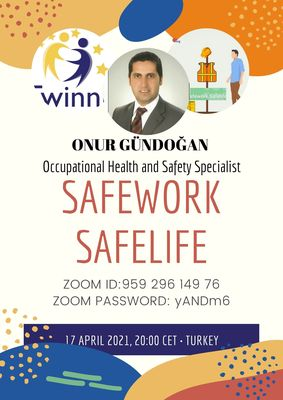 winn
ONUR GÜNDOĞAN
Occupational Health and Safety Specialist
SAFEWORK
SAFELIFE
ZOOM ID:959 296 149 76
ZOOM PASSWORD: yANDm6
17 APRIL 2021, 20:00 CET • TURKEY